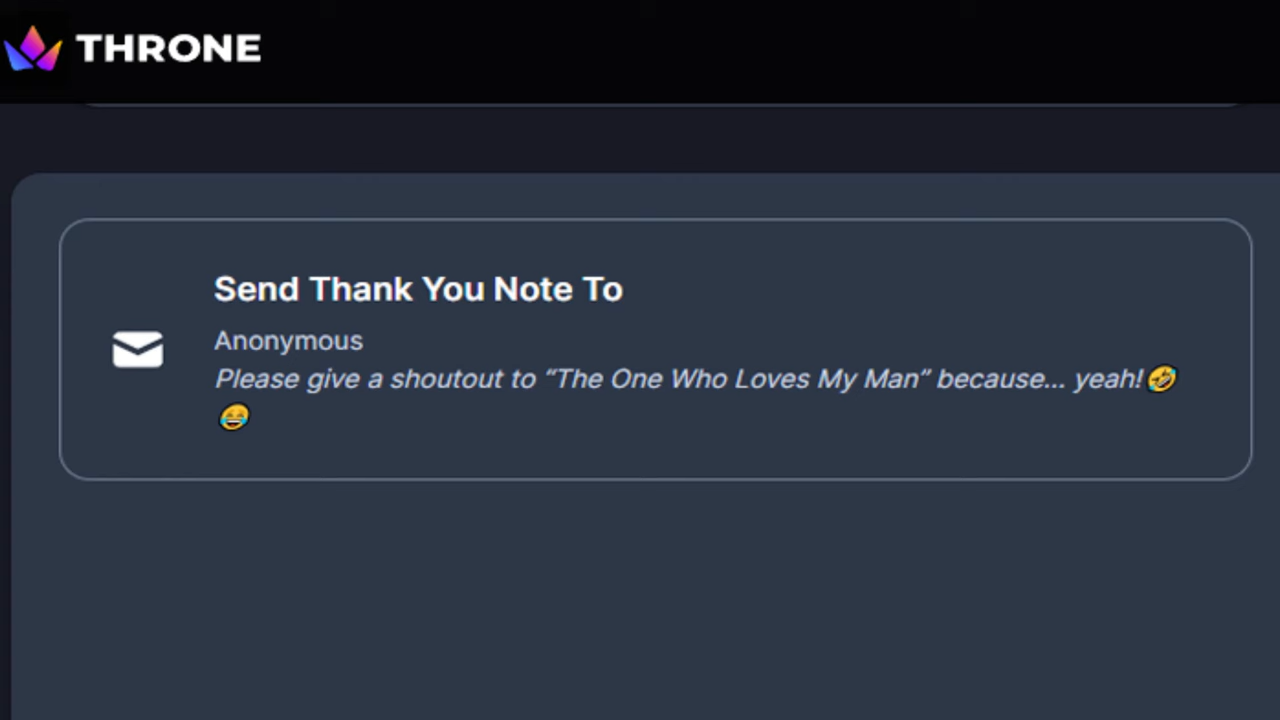 THRONE
Send Thank You Note To
Anonymous
Please give a shoutout to “The One Who Loves My Man” because... yeah!🤣
😂